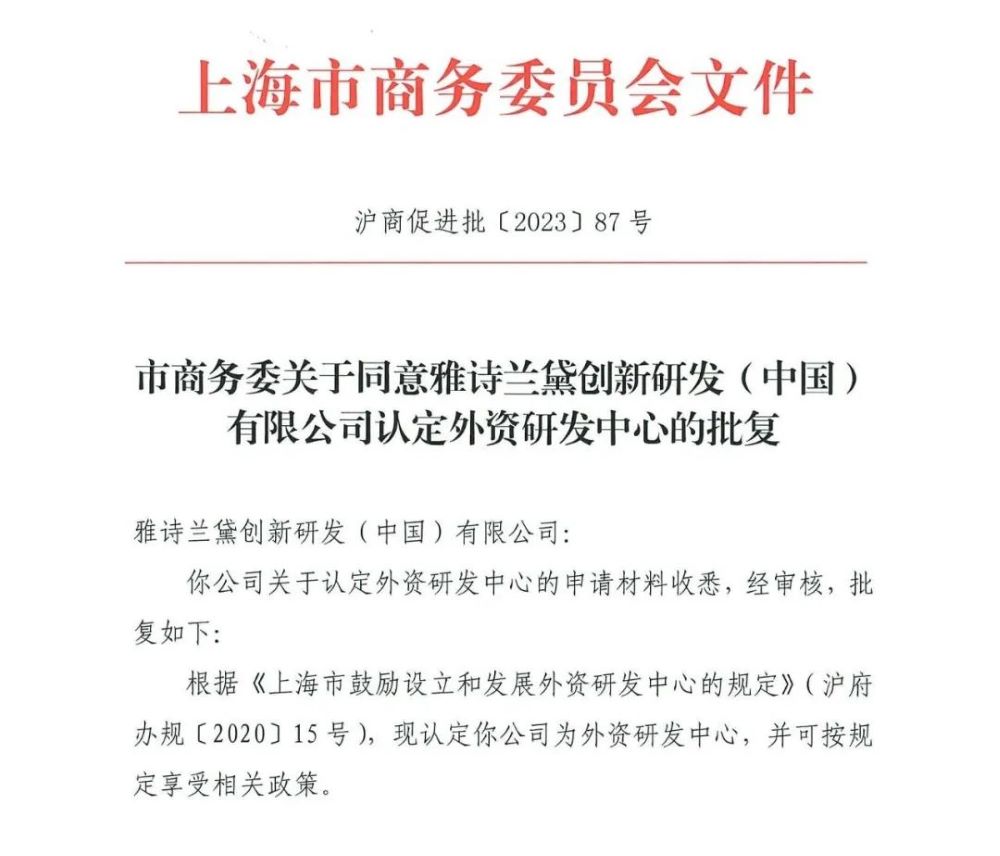 上海市商务委员会文件
沪商促进批〔2023〕87号
市商务委关于同意雅诗兰黛创新研发（中国）
有限公司认定外资研发中心的批复
雅诗兰黛创新研发（中国）有限公司：
你公司关于认定外资研发中心的申请材料收悉，经审核，批
复如下：
根据《上海市鼓励设立和发展外资研发中心的规定》（沪府
办规〔2020〕15号），现认定你公司为外资研发中心，并可按规
定享受相关政策。